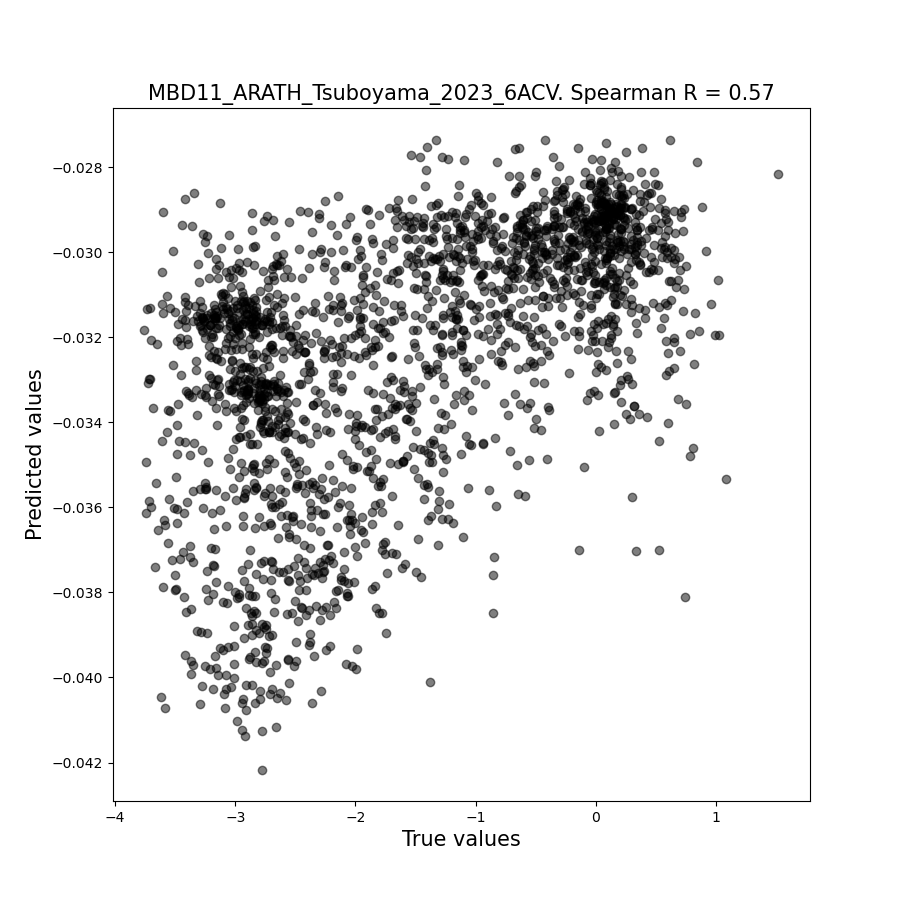 MBD11_ARATH_Tsuboyama_2023_6ACV. Spearman R = 0.57
−0.028
−0.030
−0.032
−0.034
−0.036
−0.038
−0.040
−0.042
Predicted values
−4 −3 −2 −1 0 1
True values